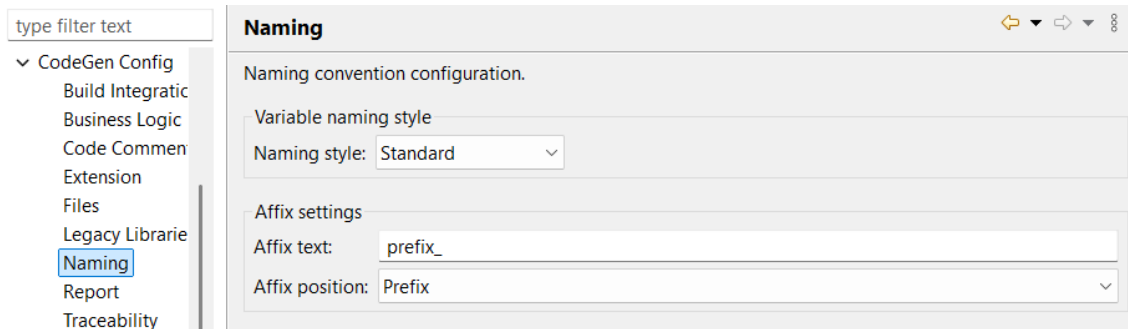 type filter text
CodeGen Config
Build Integratic
Business Logic
Code Commen
Extension
Files
Legacy Librarie
Naming
Report
Traceability
Naming
Naming convention configuration.
Variable naming style
Naming style: Standard
Affix settings
Affix text: prefix_
Affix position: Prefix